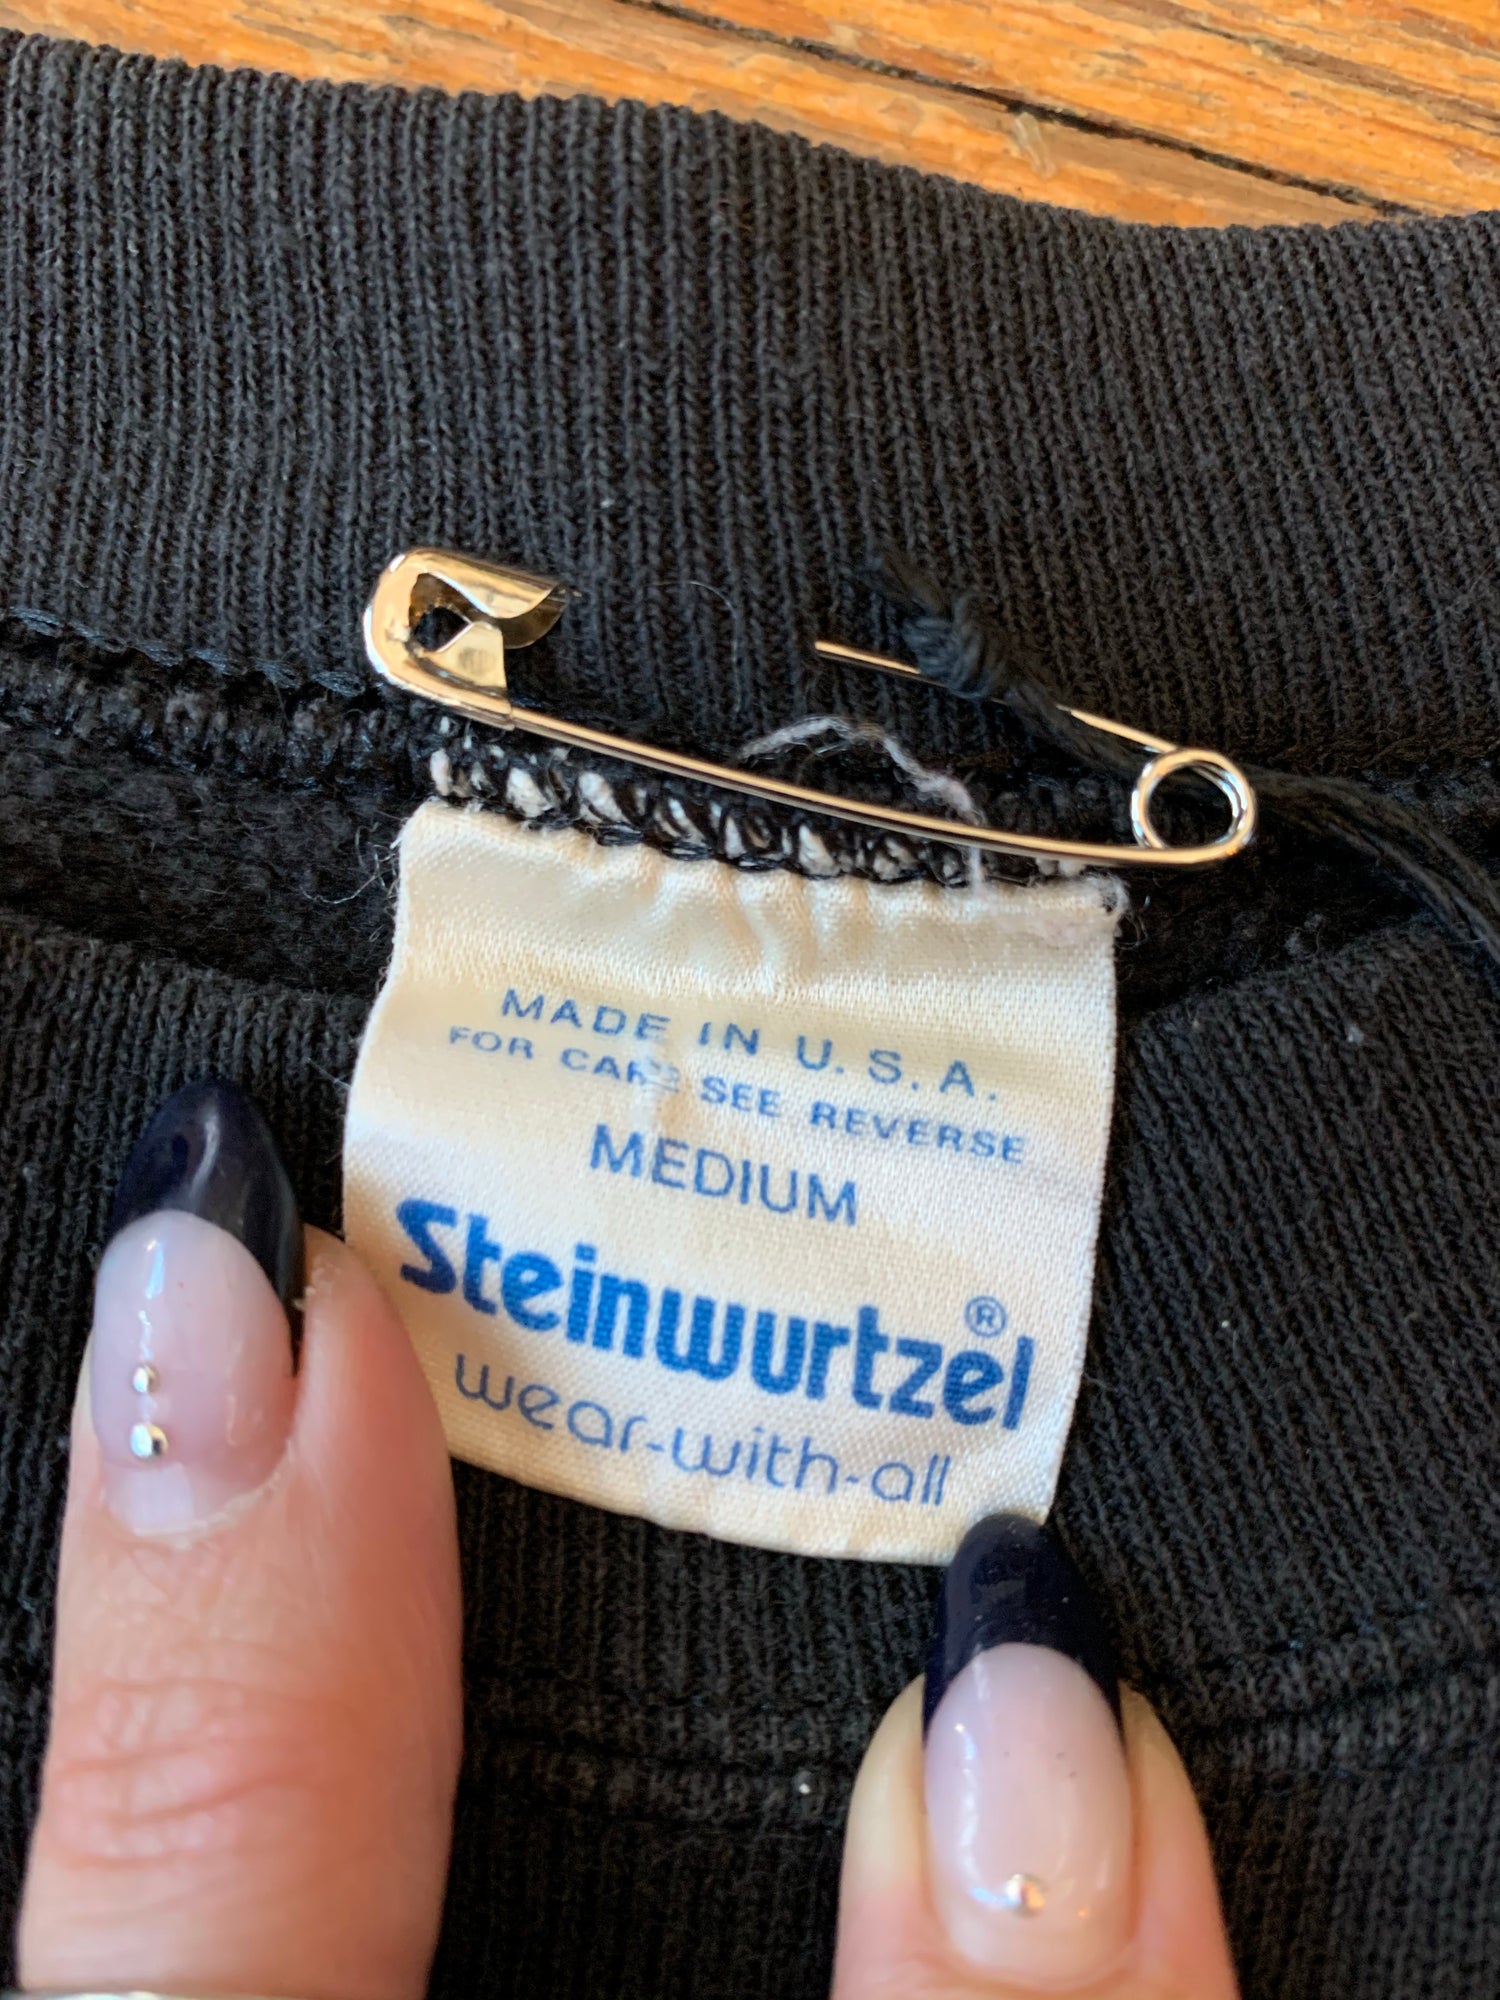 MADE IN U.S.A.
FOR CARE SEE REVERSE
MEDIUM
Steinwurtzel®
wear-with-all